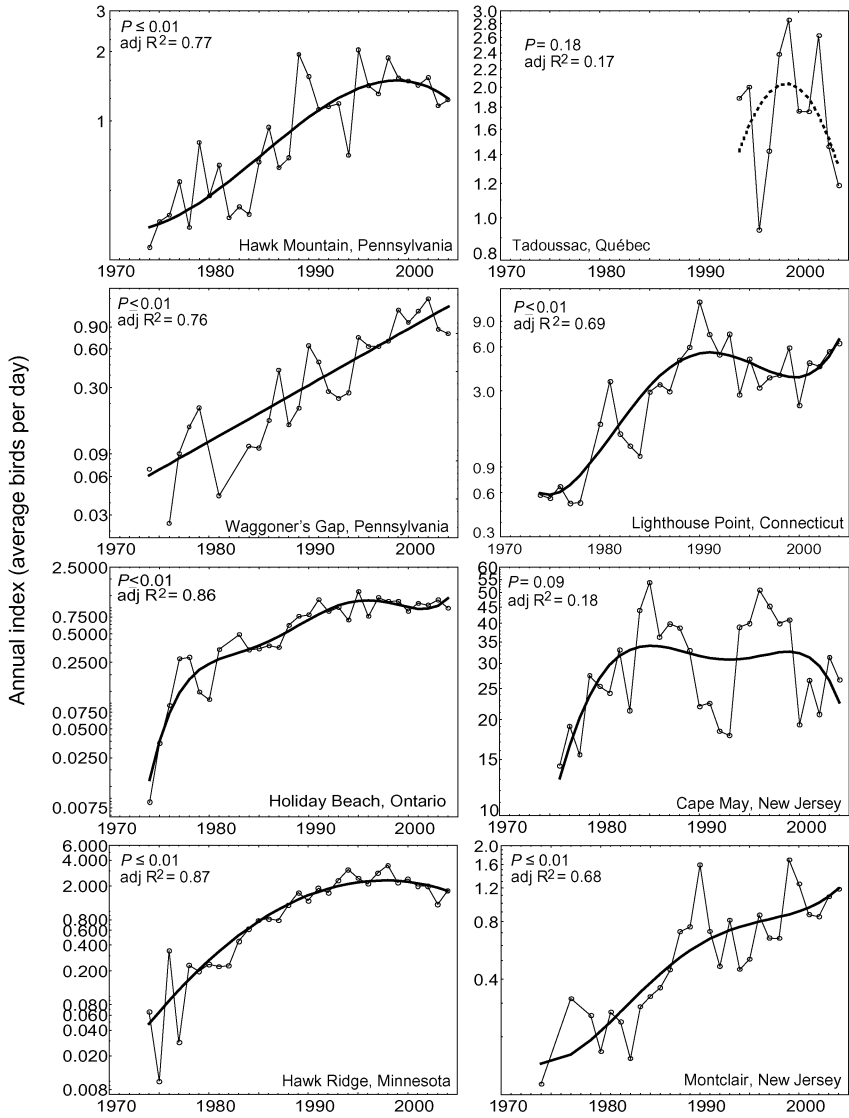 Annual index (average birds per day)
3
2
1
P ≤ 0.01
adj R2 = 0.77
Hawk Mountain, Pennsylvania
1970 1980 1990 2000
3.0
2.8
2.6
2.4
2.2
2.0
1.8
1.6
1.4
1.2
1.0
0.8
P = 0.18
adj R2 = 0.17
Tadoussac, Québec
1970 1980 1990 2000
0.90
0.60
0.30
0.09
0.06
0.03
P≤0.01
adj R2 = 0.76
Waggoner's Gap, Pennsylvania
1970 1980 1990 2000
9.0
6.0
3.0
0.9
0.6
0.3
P≤0.01
adj R2 = 0.69
Lighthouse Point, Connecticut
1970 1980 1990 2000
2.5000
0.7500
0.5000
0.2500
0.0750
0.0500
0.0250
0.0075
P≤0.01
adj R2 = 0.86
Holiday Beach, Ontario
1970 1980 1990 2000
60
55
50
45
40
35
30
25
20
15
10
P = 0.09
adj R2 = 0.18
Cape May, New Jersey
1970 1980 1990 2000
6.000
4.000
2.000
0.800
0.600
0.400
0.200
0.080
0.060
0.040
0.020
0.008
P ≤ 0.01
adj R2 = 0.87
Hawk Ridge, Minnesota
1970 1980 1990 2000
2.0
1.6
1.2
0.8
0.4
P ≤ 0.01
adj R2 = 0.68
Montclair, New Jersey
1970 1980 1990 2000